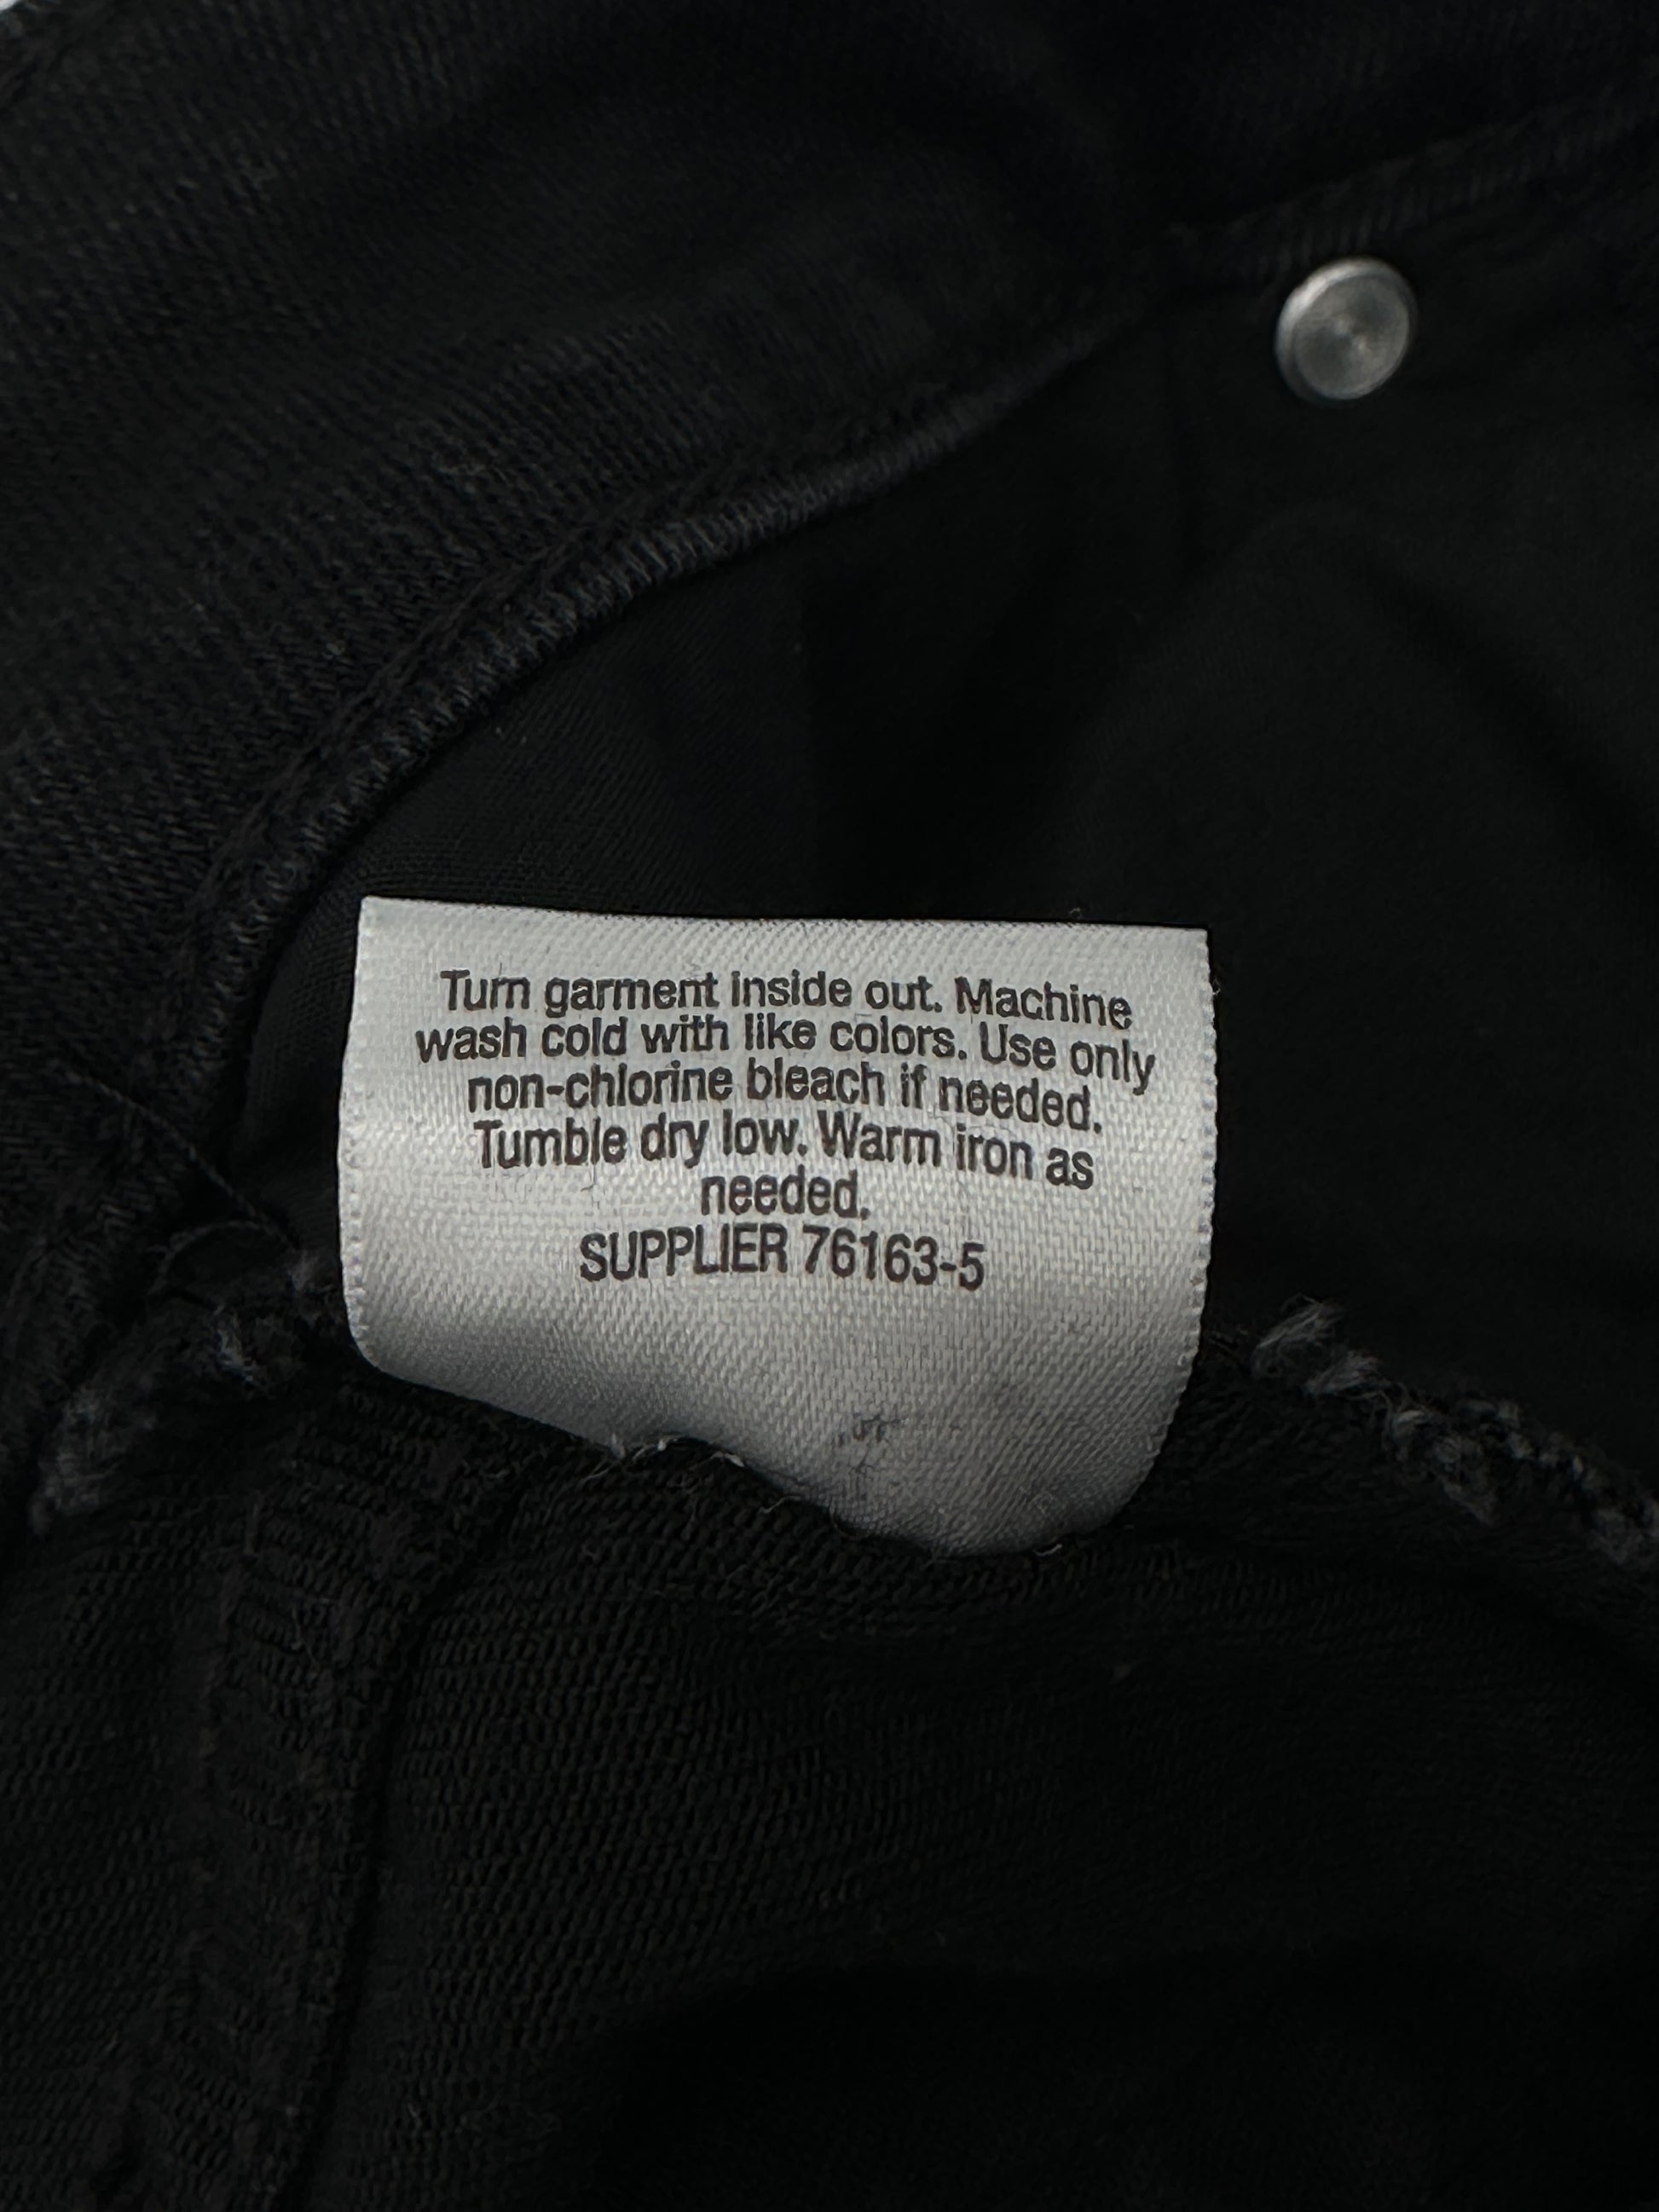 Turn garment inside out. Machine
wash cold with like colors. Use only
non-chlorine bleach if needed.
Tumble dry low. Warm iron as
needed.
SUPPLIER 76163-5